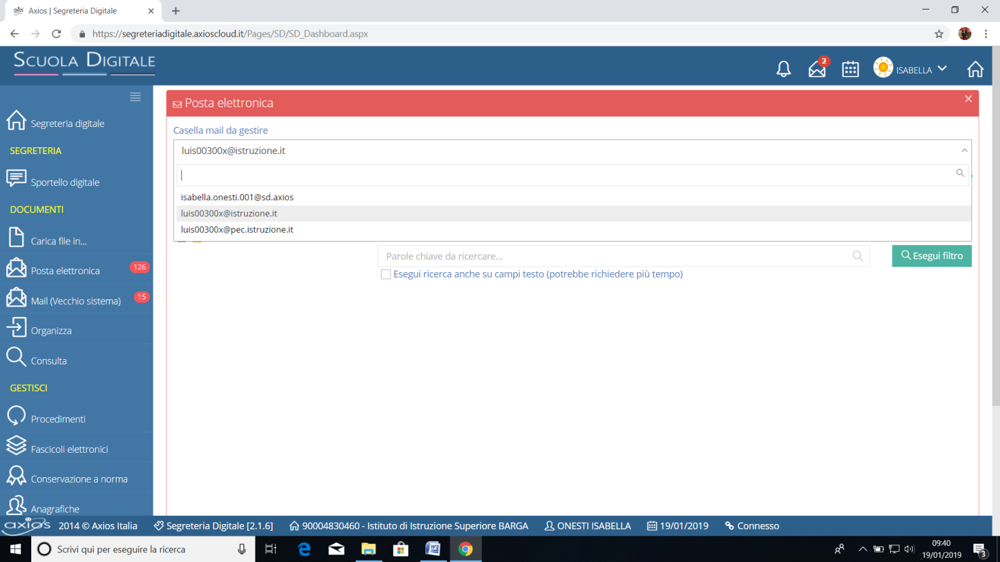 Axios | Segreteria Digitale
https://segreteriadigitale.axioscloud.it/Pages/SD/SD_Dashboard.aspx
SCUOLA DIGITALE
2
ISABELLA
Segreteria digitale
SEGRETERIA
Sportello digitale
DOCUMENTI
Carica file in...
Posta elettronica 126
Mail (Vecchio sistema) 15
Organizza
Consulta
GESTISCI
Procedimenti
Fascicoli elettronici
Conservazione a norma
Anagrafiche
Posta elettronica
Casella mail da gestire
luis00300x@istruzione.it
isabella.onesti.001@sd.axios
luis00300x@istruzione.it
luis00300x@pec.istruzione.it
Parole chiave da ricercare...
Esegui filtro
Esegui ricerca anche su campi testo (potrebbe richiedere più tempo)
axios 2014 © Axios Italia Segreteria Digitale [2.1.6] 90004830460 - Istituto di Istruzione Superiore BARGA ONESTI ISABELLA 19/01/2019 Connesso
Scrivi qui per eseguire la ricerca
09:40
19/01/2019
3